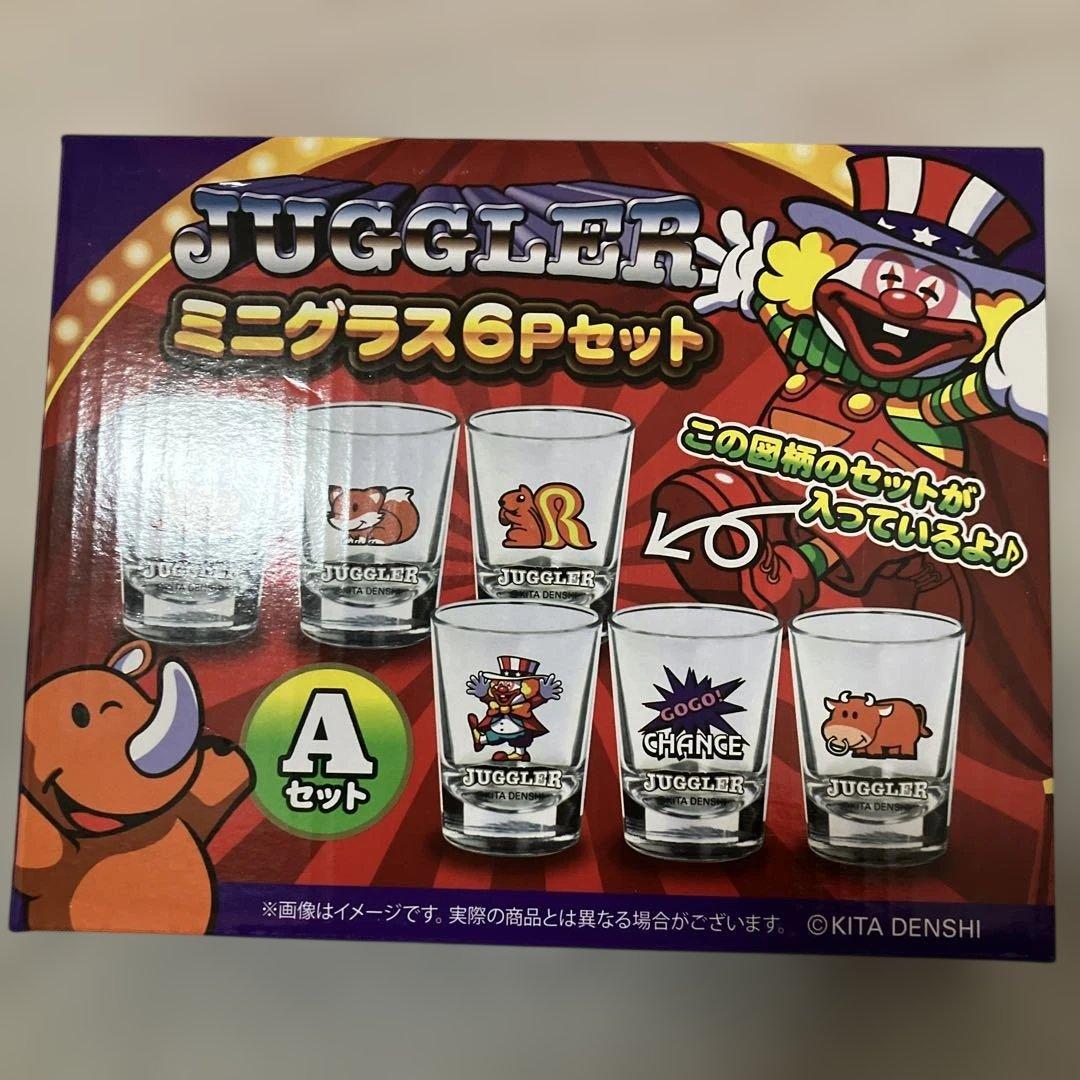 JUGGLER
ミニグラス6Pセット
この図柄のセットが
入っているよ♪
JUGGLER
KITA DENSHI
JUGGLER
©KITA DENSHI
R
JUGGLER
©KITA DENSHI
JUGGLER
©KITA DENSHI
GOGO!
CHANCE
JUGGLER
©KITA DENSHI
JUGGLER
©KITA DENSHI
A
セット
※画像はイメージです。実際の商品とは異なる場合がございます。 ©KITA DENSHI